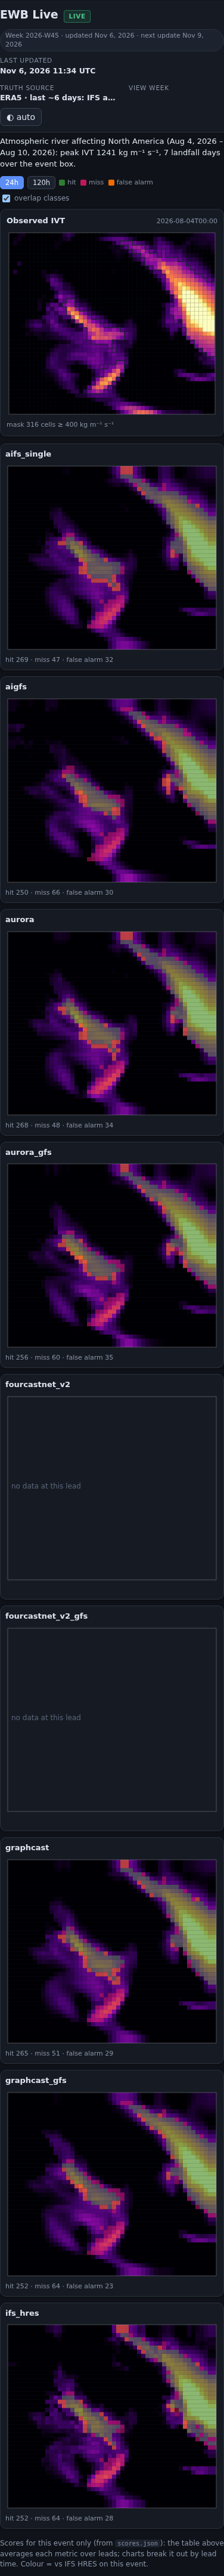 EWB Live LIVE
Week 2026-W45 · updated Nov 6, 2026 · next update Nov 9,
2026
LAST UPDATED
Nov 6, 2026 11:34 UTC
TRUTH SOURCE VIEW WEEK
ERA5 · last ~6 days: IFS a…
◐ auto
Atmospheric river affecting North America (Aug 4, 2026 –
Aug 10, 2026): peak IVT 1241 kg m⁻¹ s⁻¹, 7 landfall days
over the event box.
24h 120h hit miss false alarm
overlap classes
Observed IVT 2026-08-04T00:00
mask 316 cells ≥ 400 kg m⁻¹ s⁻¹
aifs_single
hit 269 · miss 47 · false alarm 32
aigfs
hit 250 · miss 66 · false alarm 30
aurora
hit 268 · miss 48 · false alarm 34
aurora_gfs
hit 256 · miss 60 · false alarm 35
fourcastnet_v2
no data at this lead
fourcastnet_v2_gfs
no data at this lead
graphcast
hit 265 · miss 51 · false alarm 29
graphcast_gfs
hit 252 · miss 64 · false alarm 23
ifs_hres
hit 252 · miss 64 · false alarm 28
Scores for this event only (from scores.json): the table above
averages each metric over leads; charts break it out by lead
time. Colour = vs IFS HRES on this event.